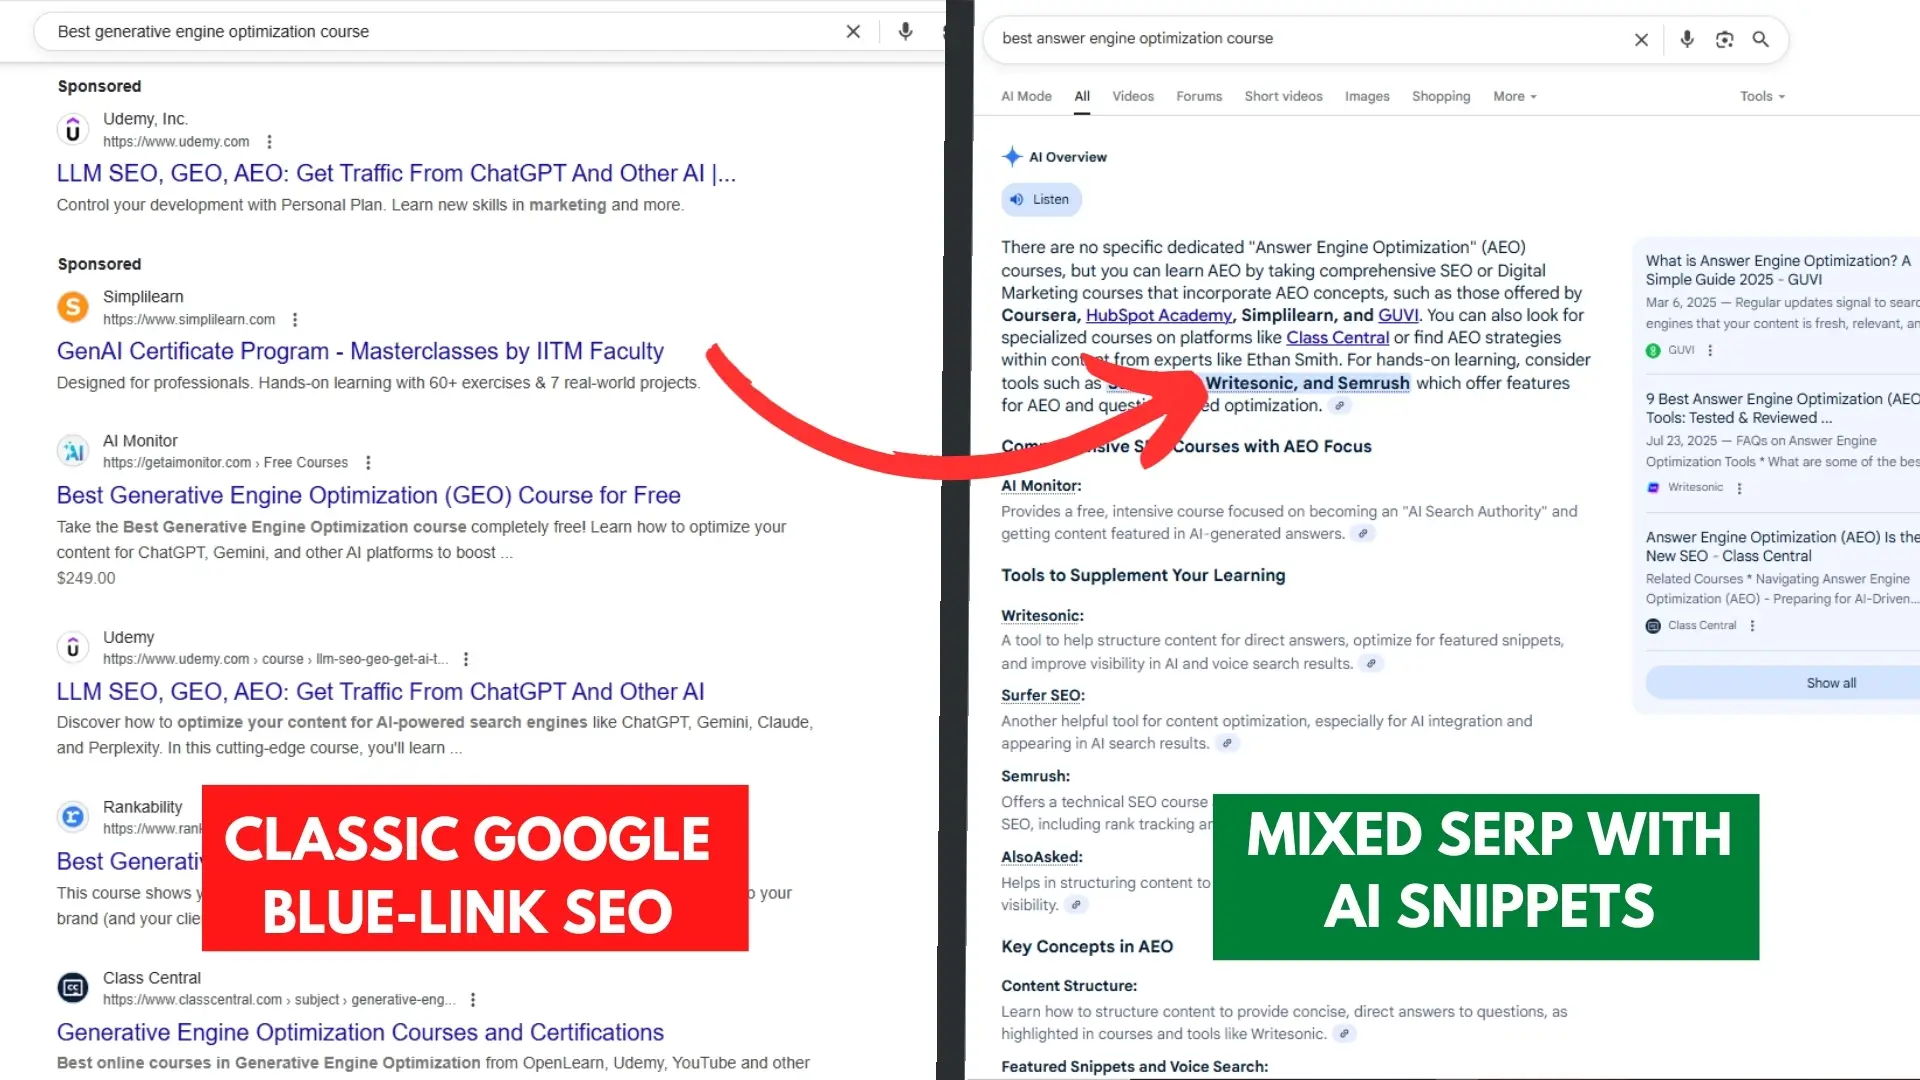 Best generative engine optimization course
Sponsored
Udemy, Inc.
https://www.udemy.com
LLM SEO, GEO, AEO: Get Traffic From ChatGPT And Other AI |...
Control your development with Personal Plan. Learn new skills in marketing and more.
Sponsored
Simplilearn
https://www.simplilearn.com
GenAI Certificate Program - Masterclasses by IITM Faculty
Designed for professionals. Hands-on learning with 60+ exercises & 7 real-world projects.
AI Monitor
https://getaimonitor.com › Free Courses
Best Generative Engine Optimization (GEO) Course for Free
Take the Best Generative Engine Optimization course completely free! Learn how to optimize your
content for ChatGPT, Gemini, and other AI platforms to boost ...
$249.00
Udemy
https://www.udemy.com › course › llm-seo-geo-get-ai-t...
LLM SEO, GEO, AEO: Get Traffic From ChatGPT And Other AI
Discover how to optimize your content for AI-powered search engines like ChatGPT, Gemini, Claude,
and Perplexity. In this cutting-edge course, you'll learn ...
Rankability
https://www.rank
Best Generati
This course shows y
o your
brand (and your clie
CLASSIC GOOGLE
BLUE-LINK SEO
Class Central
https://www.classcentral.com › subject › generative-eng...
Generative Engine Optimization Courses and Certifications
Best online courses in Generative Engine Optimization from OpenLearn, Udemy, YouTube and other
best answer engine optimization course
AI Mode All Videos Forums Short videos Images Shopping More Tools
AI Overview
Listen
There are no specific dedicated "Answer Engine Optimization" (AEO)
courses, but you can learn AEO by taking comprehensive SEO or Digital
Marketing courses that incorporate AEO concepts, such as those offered by
Coursera, HubSpot Academy, Simplilearn, and GUVI. You can also look for
specialized courses on platforms like Class Central or find AEO strategies
within from experts like Ethan Smith. For hands-on learning, consider
tools such as Writesonic, and Semrush which offer features
for AEO and ed optimization.
SEO Courses with AEO Focus
AI Monitor:
Provides a free, intensive course focused on becoming an "AI Search Authority" and
getting content featured in AI-generated answers.
Tools to Supplement Your Learning
Writesonic:
A tool to help structure content for direct answers, optimize for featured snippets,
and improve visibility in AI and voice search results.
Surfer SEO:
Another helpful tool for content optimization, especially for AI integration and
appearing in AI search results.
Semrush:
Offers a technical SEO course
SEO, including rank tracking an
AlsoAsked:
Helps in structuring content to
visibility.
MIXED SERP WITH
AI SNIPPETS
Key Concepts in AEO
Content Structure:
Learn how to structure content to provide concise, direct answers to questions, as
highlighted in courses and tools like Writesonic.
Featured Snippets and Voice Search:
What is Answer Engine Optimization? A
Simple Guide 2025 - GUVI
Mar 6, 2025 — Regular updates signal to searc
engines that your content is fresh, relevant, an
GUVI
9 Best Answer Engine Optimization (AEO
Tools: Tested & Reviewed ...
Jul 23, 2025 — FAQs on Answer Engine
Optimization Tools * What are some of the bes
Writesonic
Answer Engine Optimization (AEO) Is the
New SEO - Class Central
Related Courses * Navigating Answer Engine
Optimization (AEO) - Preparing for AI-Driven...
Class Central
Show all